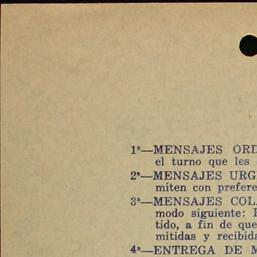 1ª—MENSAJES ORD
el turno que les
2ª—MENSAJES URG
miten con prefere
3ª—MENSAJES COL
modo siguiente:
tido, a fin de que
mitidas y recibida
4ª—ENTREGA DE M